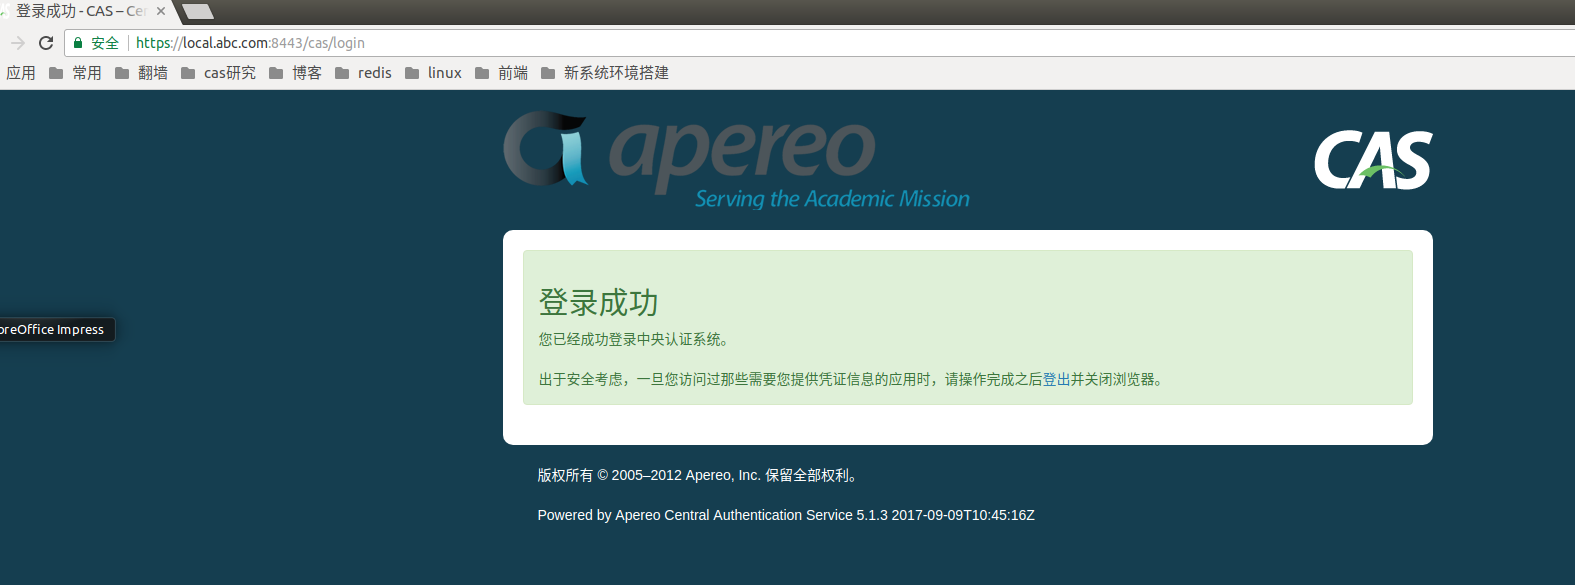 登录成功 - CAS – Cer
安全 https://local.abc.com:8443/cas/login
应用 常用 翻墙 cas研究 博客 redis linux 前端 新系统环境搭建
apereo
Serving the Academic Mission
CAS
登录成功
oreOffice Impress
您已经成功登录中央认证系统。
出于安全考虑，一旦您访问过那些需要您提供凭证信息的应用时，请操作完成之后登出并关闭浏览器。
版权所有 © 2005–2012 Apereo, Inc. 保留全部权利。
Powered by Apereo Central Authentication Service 5.1.3 2017-09-09T10:45:16Z